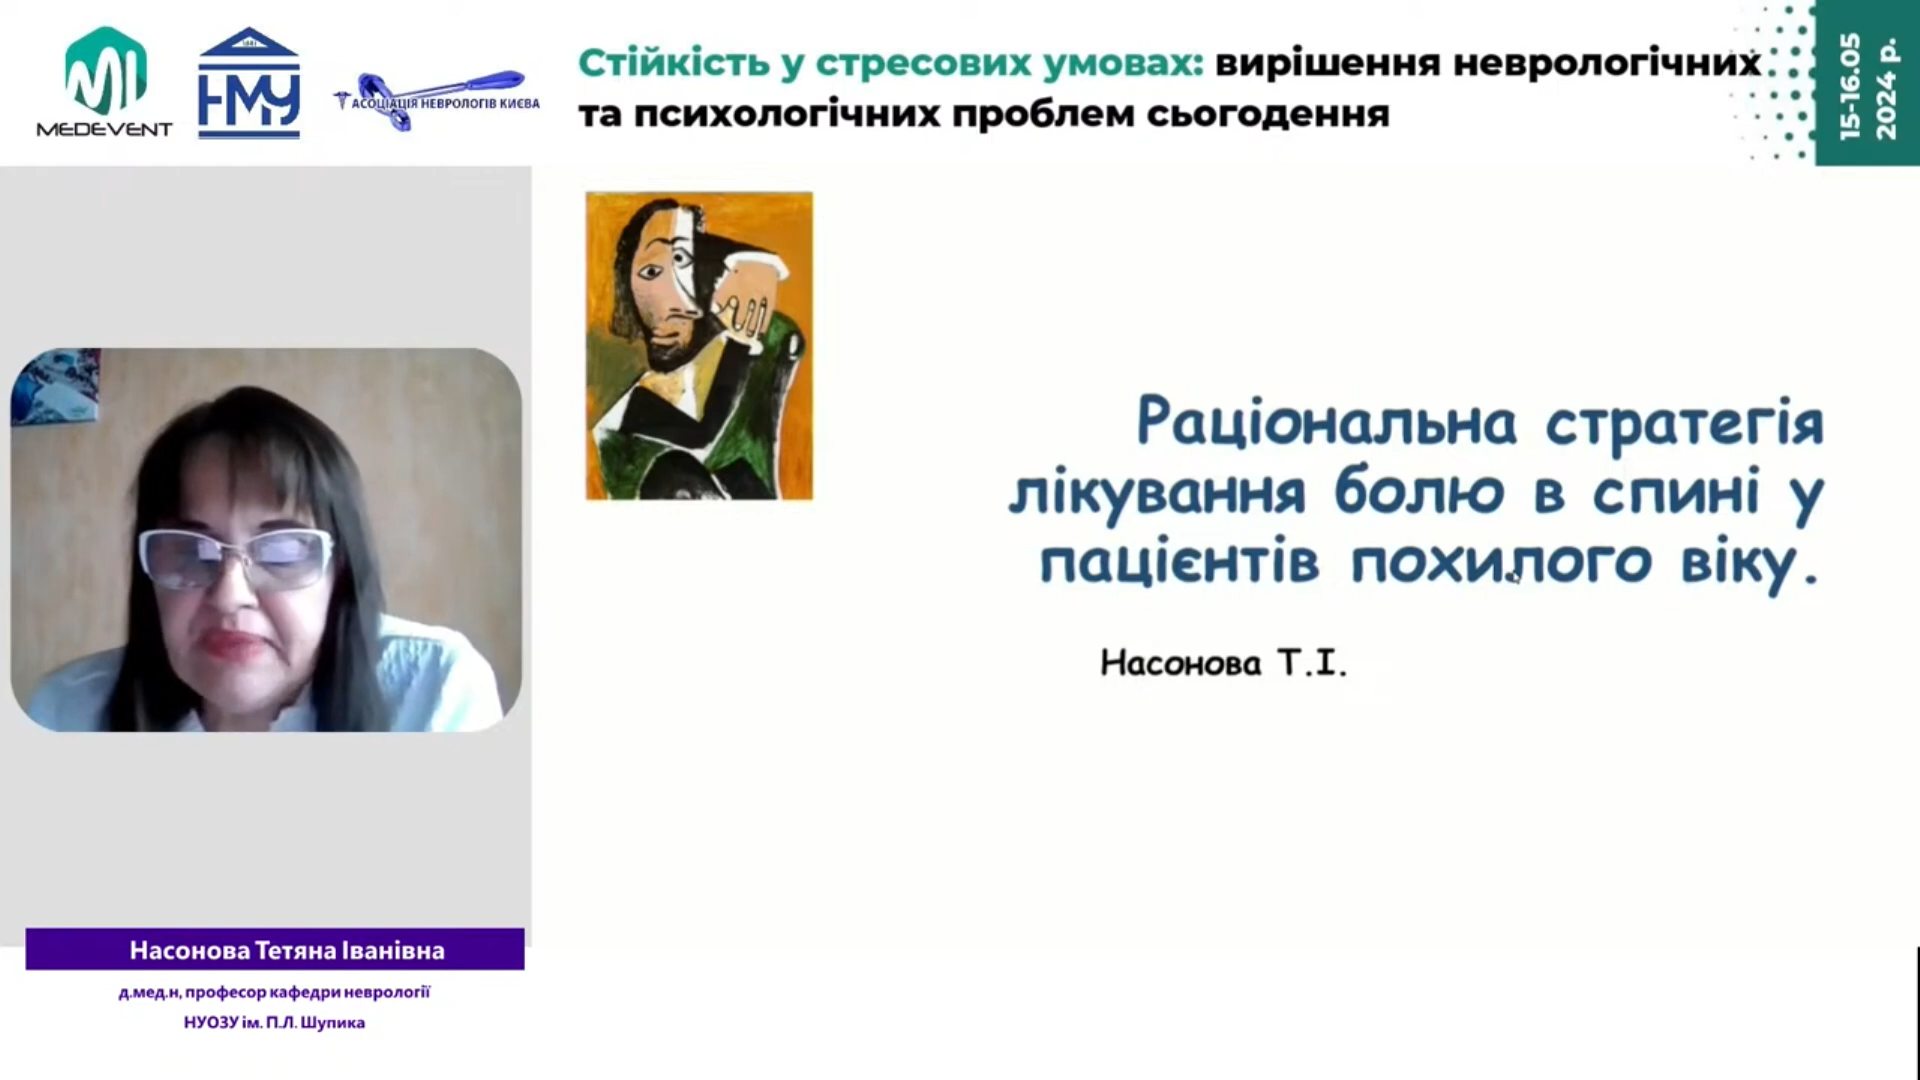 MEDEVENT
1841
НМУ
АСОЦІАЦІЯ НЕВРОЛОГІВ КИЄВА
Стійкість у стресових умовах: вирішення неврологічних
та психологічних проблем сьогодення
15-16.05
2024 р.
Раціональна стратегія
лікування болю в спині у
пацієнтів похилого віку.
Насонова Т.І.
Насонова Тетяна Іванівна
д.мед.н, професор кафедри неврології
НУОЗУ ім. П.Л. Шупика